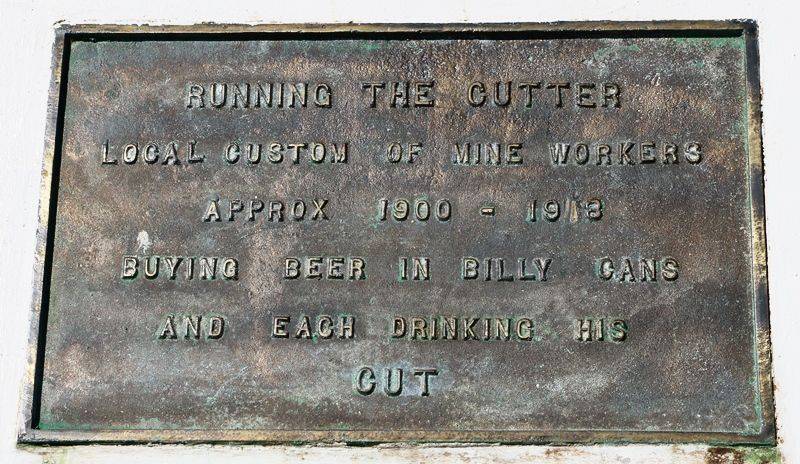 RUNNING THE CUTTER
LOCAL CUSTOM OF MINE WORKERS
APPROX 1900 - 1913
BUYING BEER IN BILLY CANS
AND EACH DRINKING HIS
CUT